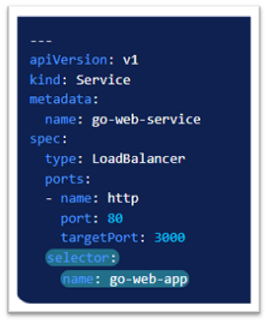 ---
apiVersion: v1
kind: Service
metadata:
  name: go-web-service
spec:
  type: LoadBalancer
  ports:
  - name: http
    port: 80
    targetPort: 3000
  selector:
    name: go-web-app